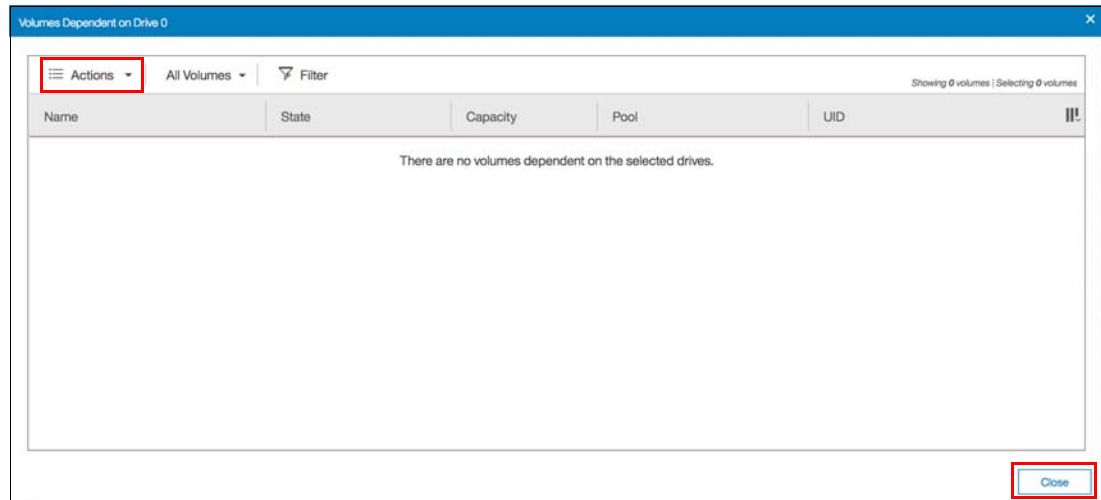 Volumes Dependent on Drive 0
Actions All Volumes Filter
Showing 0 volumes | Selecting 0 volumes
Name State Capacity Pool UID
There are no volumes dependent on the selected drives.
Close